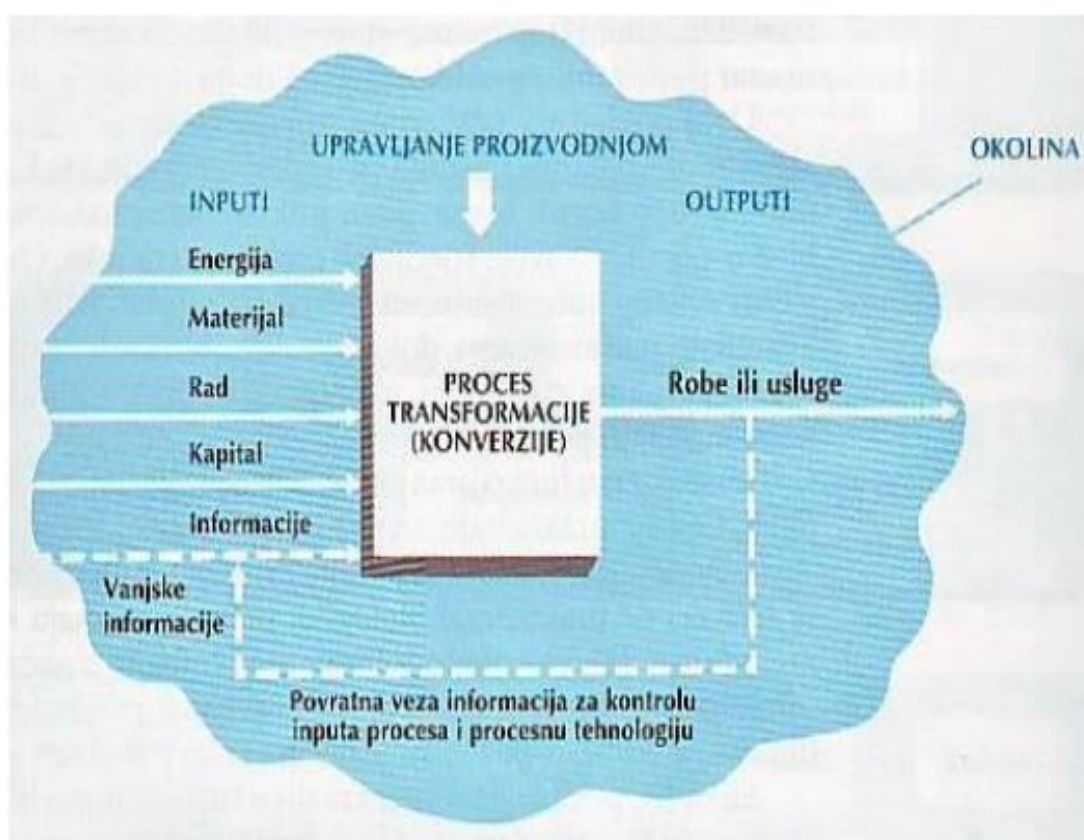 UPRAVLJANJE PROIZVODNJOM
OKOLINA
INPUTI
OUTPUTI
Energija
Materijal
Rad
Kapital
Informacije
Vanjske
informacije
PROCES
TRANSFORMACIJE
(KONVERZIJE)
Robe ili usluge
Povratna veza informacija za kontrolu
inputa procesa i procesnu tehnologiju